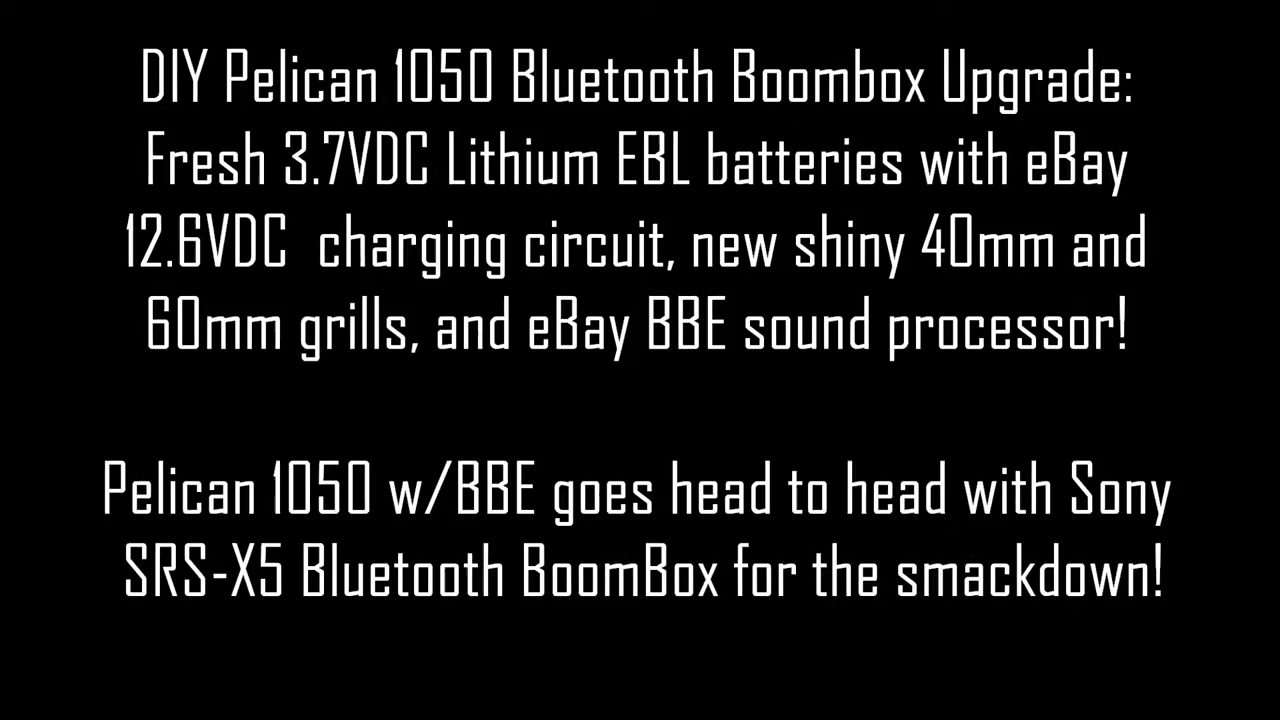 DIY Pelican 1050 Bluetooth Boombox Upgrade:
Fresh 3.7VDC Lithium EBL batteries with eBay
12.6VDC  charging circuit, new shiny 40mm and
60mm grills, and eBay BBE sound processor!
Pelican 1050 w/BBE goes head to head with Sony
SRS-X5 Bluetooth BoomBox for the smackdown!